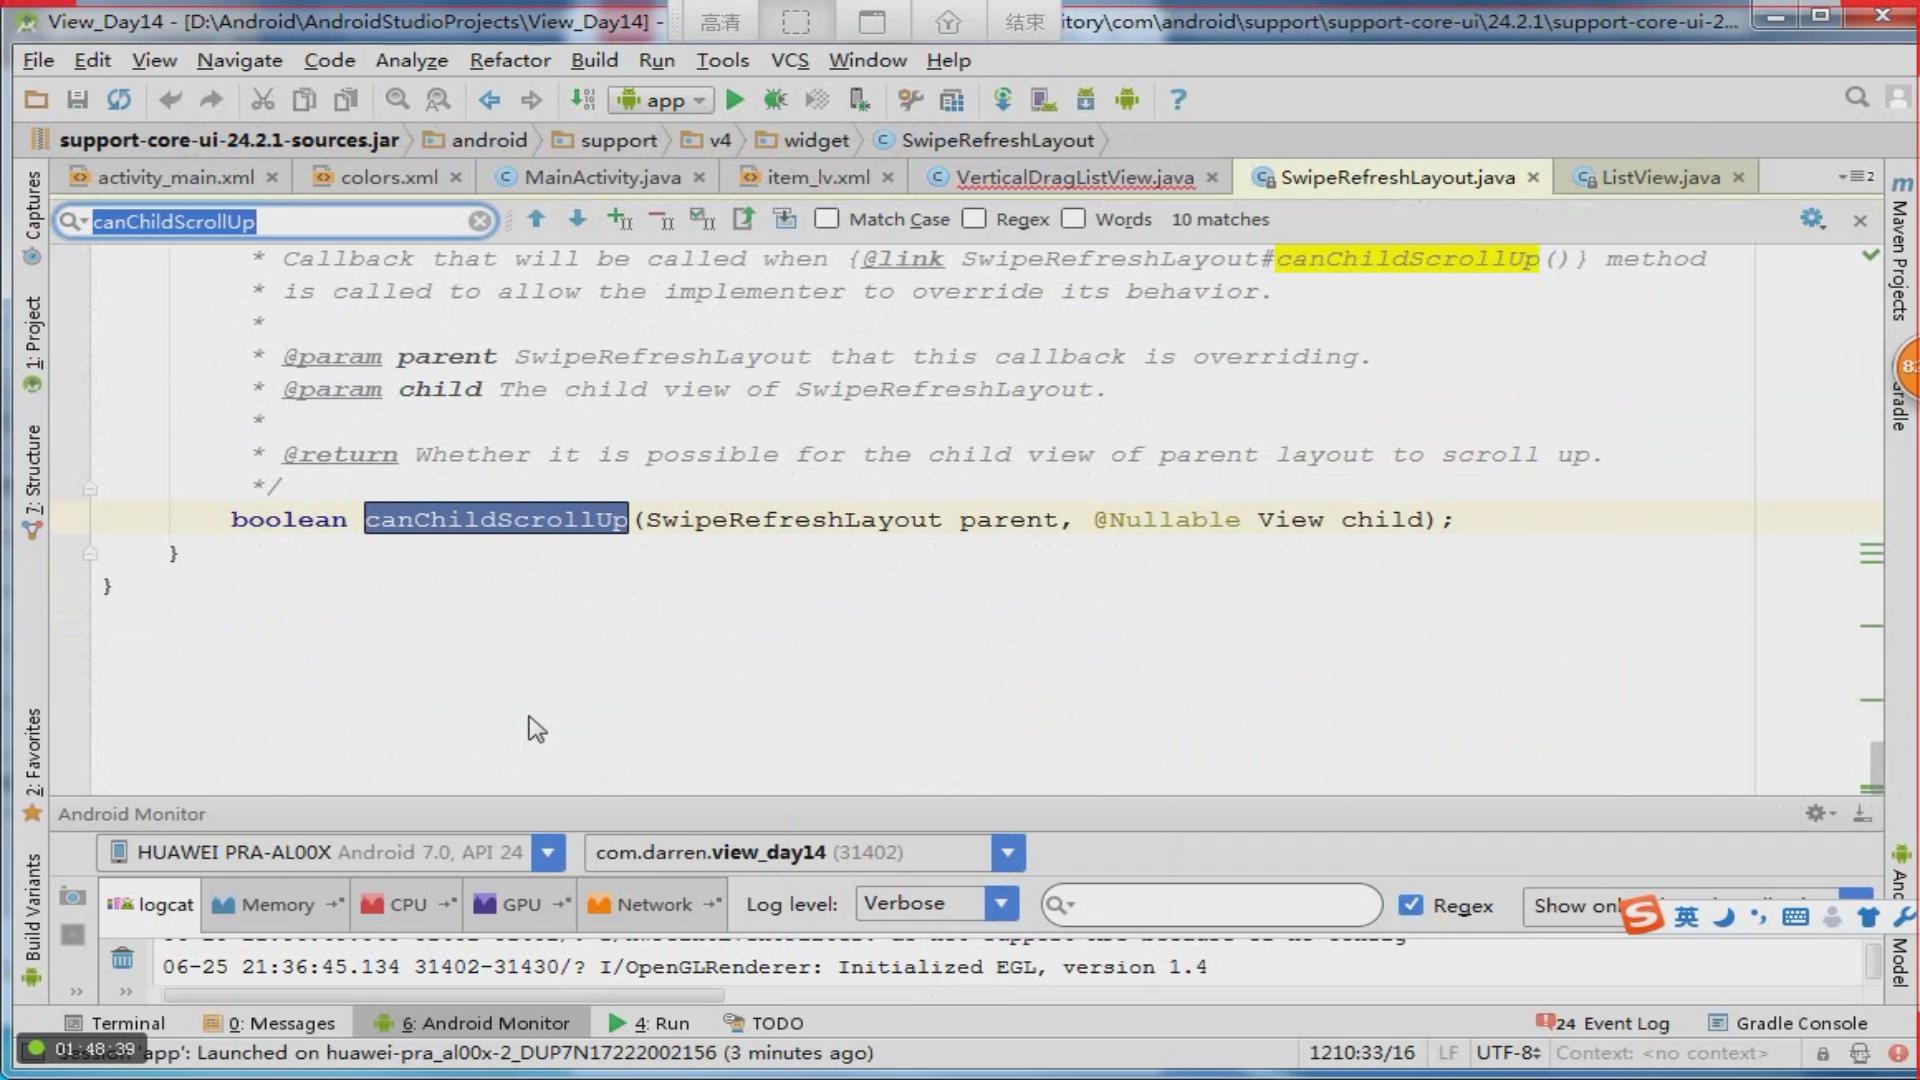 View_Day14 - [D:\Android\AndroidStudioProjects\View_Day14] - 高清 结束 itory\com\android\support\support-core-ui\24.2.1\support-core-ui-2...
File Edit View Navigate Code Analyze Refactor Build Run Tools VCS Window Help
app
support-core-ui-24.2.1-sources.jar android support v4 widget SwipeRefreshLayout
activity_main.xml colors.xml MainActivity.java item_lv.xml VerticalDragListView.java SwipeRefreshLayout.java ListView.java 2
canChildScrollUp Match Case Regex Words 10 matches
* Callback that will be called when {@link SwipeRefreshLayout#canChildScrollUp()} method
* is called to allow the implementer to override its behavior.
*
* @param parent SwipeRefreshLayout that this callback is overriding.
* @param child The child view of SwipeRefreshLayout.
*
* @return Whether it is possible for the child view of parent layout to scroll up.
*/
boolean canChildScrollUp(SwipeRefreshLayout parent, @Nullable View child);
}
}
Captures
1: Project
7: Structure
2: Favorites
Build Variants
Maven Projects
Model
Android Monitor
HUAWEI PRA-AL00X Android 7.0, API 24 com.darren.view_day14 (31402)
logcat Memory CPU GPU Network Log level: Verbose Regex Show 英
06-25 21:36:45.134 31402-31430/? I/OpenGLRenderer: Initialized EGL, version 1.4
Terminal 0: Messages 6: Android Monitor 4: Run TODO 24 Event Log Gradle Console
01:48:39 'app': Launched on huawei-pra_al00x-2_DUP7N17222002156 (3 minutes ago) 1210:33/16 LF UTF-8 Context: <no context>